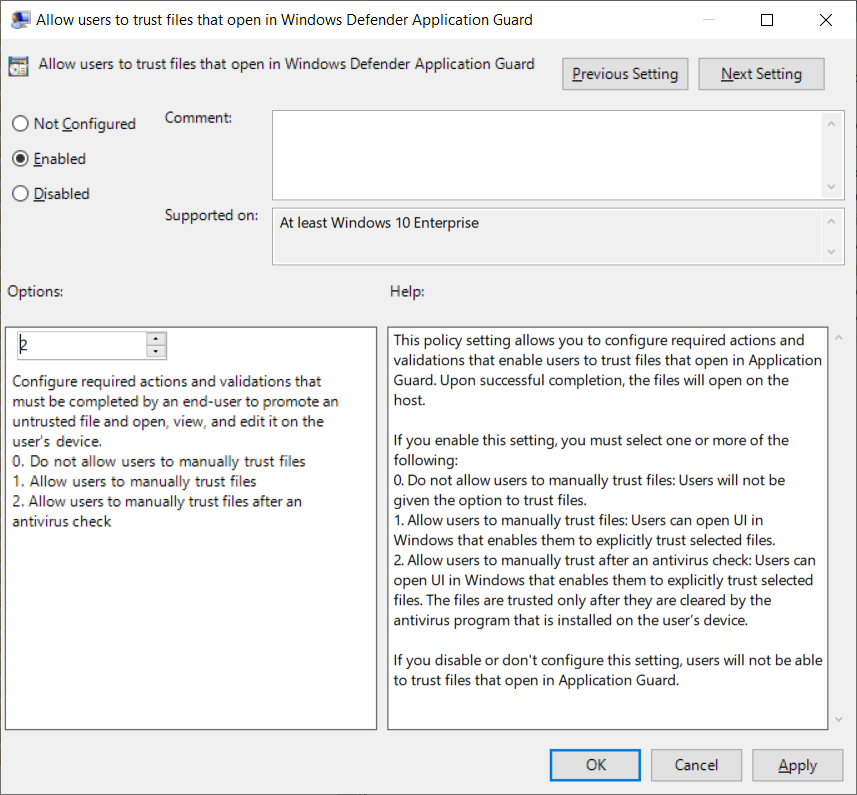 Allow users to trust files that open in Windows Defender Application Guard
Allow users to trust files that open in Windows Defender Application Guard
Previous Setting
Next Setting
Not Configured
Enabled
Disabled
Comment:
Supported on:
At least Windows 10 Enterprise
Options:
Help:
2
Configure required actions and validations that
must be completed by an end-user to promote an
untrusted file and open, view, and edit it on the
user's device.
0. Do not allow users to manually trust files
1. Allow users to manually trust files
2. Allow users to manually trust files after an
antivirus check
This policy setting allows you to configure required actions and
validations that enable users to trust files that open in Application
Guard. Upon successful completion, the files will open on the
host.
If you enable this setting, you must select one or more of the
following:
0. Do not allow users to manually trust files: Users will not be
given the option to trust files.
1. Allow users to manually trust files: Users can open UI in
Windows that enables them to explicitly trust selected files.
2. Allow users to manually trust after an antivirus check: Users can
open UI in Windows that enables them to explicitly trust selected
files. The files are trusted only after they are cleared by the
antivirus program that is installed on the user's device.
If you disable or don't configure this setting, users will not be able
to trust files that open in Application Guard.
OK
Cancel
Apply